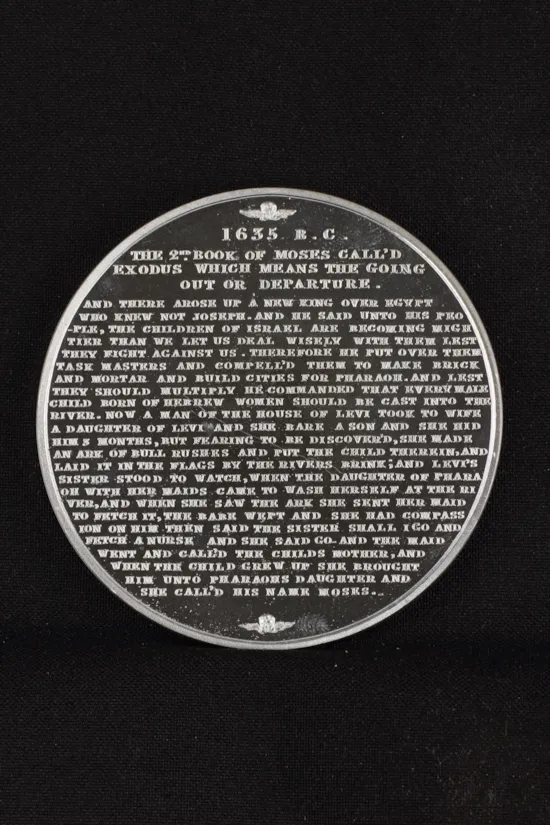 1635 B.C.
THE 2ND BOOK OF MOSES CALL'D
EXODUS WHICH MEANS THE GOING
OUT OR DEPARTURE.
AND THERE AROSE UP A NEW KING OVER EGYPT
WHO KNEW NOT JOSEPH. AND HE SAID UNTO HIS PEO
-PLE, THE CHILDREN OF ISRAEL ARE BECOMING MIGH
TIER THAN WE LET US DEAL WISELY WITH THEM LEST
THEY FIGHT AGAINST US. THEREFORE HE PUT OVER THEM
TASK MASTERS AND COMPELL'D THEM TO MAKE BRICK
AND MORTAR AND BUILD CITIES FOR PHARAOH. AND LEST
THEY SHOULD MULTIPLY HE COMMANDED THAT EVERY MALE
CHILD BORN OF HEBREW WOMEN SHOULD BE CAST INTO THE
RIVER. NOW A MAN OF THE HOUSE OF LEVI TOOK TO WIFE
A DAUGHTER OF LEVI AND SHE BARE A SON AND SHE HID
HIM 3 MONTHS, BUT FEARING TO BE DISCOVER'D, SHE MADE
AN ARK OF BULL RUSHES AND PUT THE CHILD THEREIN, AND
LAID IT IN THE FLAGS BY THE RIVERS BRINK; AND LEVI'S
SISTER STOOD TO WATCH, WHEN THE DAUGHTER OF PHARA
OH WITH HER MAIDS CAME TO WASH HERSELF AT THE RI
VER, AND WHEN SHE SAW THE ARK SHE SENT HER MAID
TO FETCH IT, THE BABE WEPT AND SHE HAD COMPASS
ION ON HIM THEN SAID THE SISTER SHALL I GO AND
FETCH A NURSE AND SHE SAID GO. AND THE MAID
WENT AND CALL'D THE CHILDS MOTHER, AND
WHEN THE CHILD GREW UP SHE BROUGHT
HIM UNTO PHARAOHS DAUGHTER AND
SHE CALL'D HIS NAME MOSES...